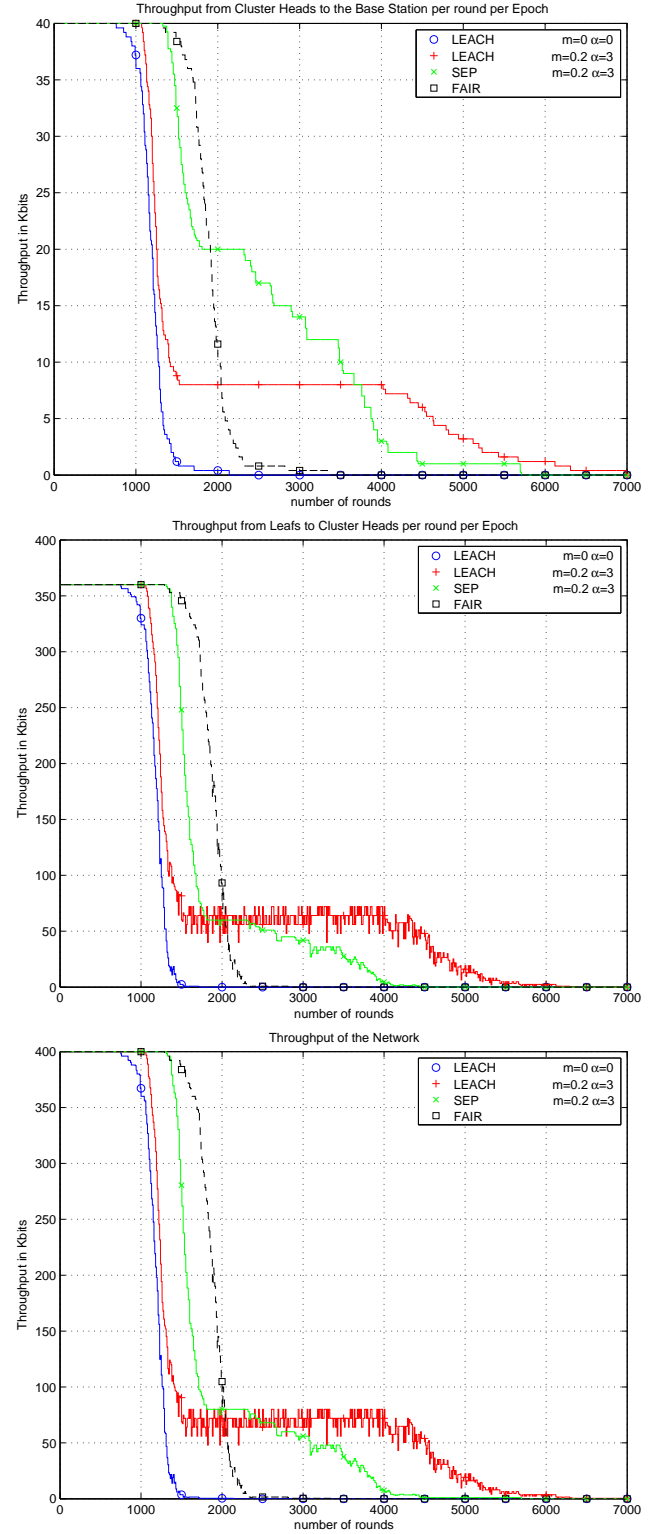 Throughput from Cluster Heads to the Base Station per round per Epoch
40
35
30
25
20
15
10
5
0
Throughput in Kbits
LEACH m=0 α=0
LEACH m=0.2 α=3
SEP m=0.2 α=3
FAIR
0 1000 2000 3000 4000 5000 6000 7000
number of rounds
Throughput from Leafs to Cluster Heads per round per Epoch
400
350
300
250
200
150
100
50
0
Throughput in Kbits
LEACH m=0 α=0
LEACH m=0.2 α=3
SEP m=0.2 α=3
FAIR
0 1000 2000 3000 4000 5000 6000 7000
number of rounds
Throughput of the Network
400
350
300
250
200
150
100
50
0
Throughput in Kbits
LEACH m=0 α=0
LEACH m=0.2 α=3
SEP m=0.2 α=3
FAIR
0 1000 2000 3000 4000 5000 6000 7000
number of rounds